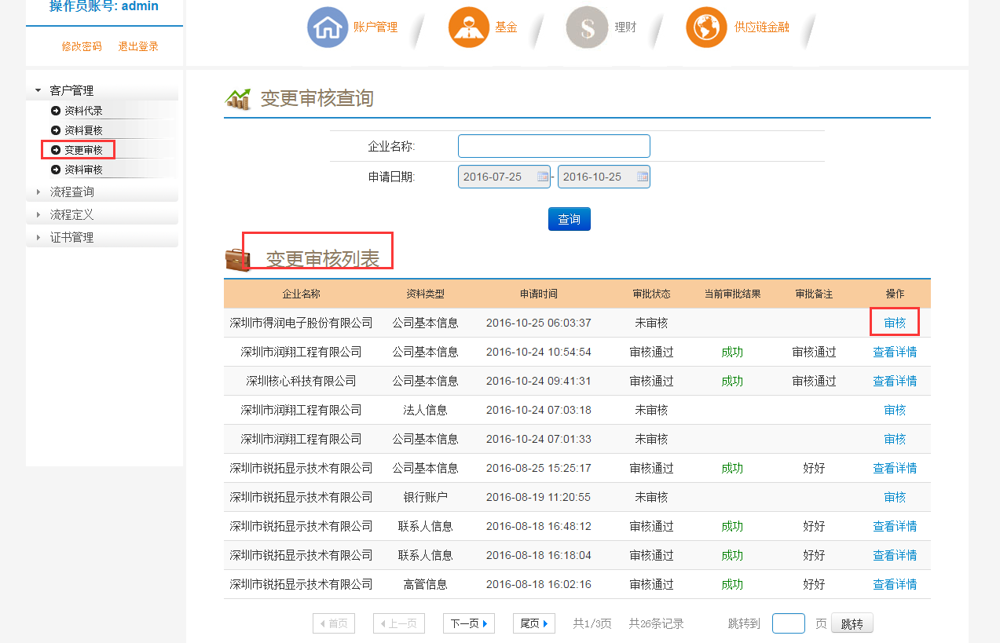 操作员账号: admin
修改密码 退出登录
账户管理 基金 理财 供应链金融
客户管理
资料代录
资料复核
变更审核
资料审核
流程查询
流程定义
证书管理
变更审核查询
企业名称:
申请日期: 2016-07-25 - 2016-10-25
查询
变更审核列表
企业名称 资料类型 申请时间 审批状态 当前审批结果 审批备注 操作
深圳市得润电子股份有限公司 公司基本信息 2016-10-25 06:03:37 未审核 审核
深圳市润翔工程有限公司 公司基本信息 2016-10-24 10:54:54 审核通过 成功 审核通过 查看详情
深圳核心科技有限公司 公司基本信息 2016-10-24 09:41:31 审核通过 成功 审核通过 查看详情
深圳市润翔工程有限公司 法人信息 2016-10-24 07:03:18 未审核 审核
深圳市润翔工程有限公司 公司基本信息 2016-10-24 07:01:33 未审核 审核
深圳市锐拓显示技术有限公司 公司基本信息 2016-08-25 15:25:17 审核通过 成功 好好 查看详情
深圳市锐拓显示技术有限公司 银行账户 2016-08-19 11:20:55 未审核 审核
深圳市锐拓显示技术有限公司 联系人信息 2016-08-18 16:48:12 审核通过 成功 好好 查看详情
深圳市锐拓显示技术有限公司 联系人信息 2016-08-18 16:18:04 审核通过 成功 好好 查看详情
深圳市锐拓显示技术有限公司 高管信息 2016-08-18 16:02:16 审核通过 成功 好好 查看详情
首页 上一页 下一页 尾页 共1/3页 共26条记录 跳转到 页 跳转